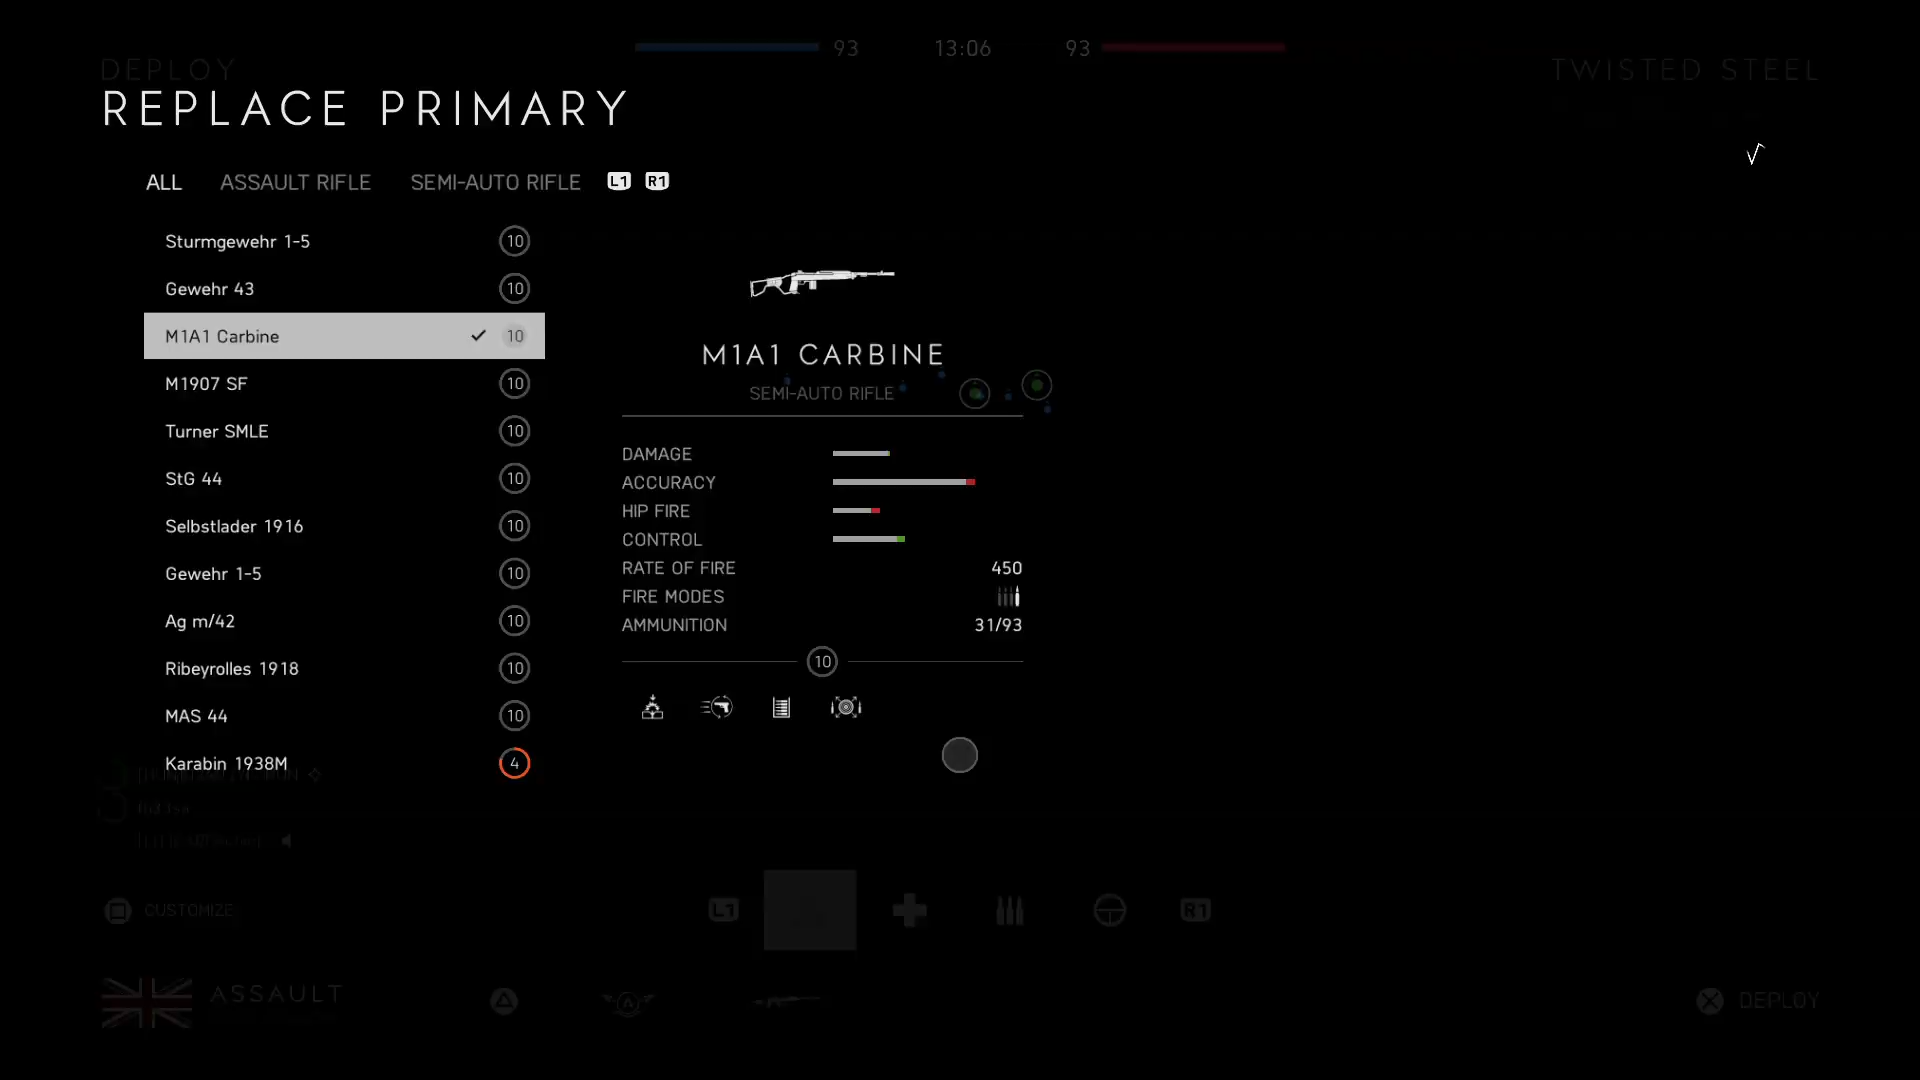 93 13:06 93
DEPLOY
TWISTED STEEL
REPLACE PRIMARY
ALL ASSAULT RIFLE SEMI-AUTO RIFLE L1 R1
Sturmgewehr 1-5 10
Gewehr 43 10
M1A1 Carbine 10
M1907 SF 10
Turner SMLE 10
StG 44 10
Selbstlader 1916 10
Gewehr 1-5 10
Ag m/42 10
Ribeyrolles 1918 10
MAS 44 10
Karabin 1938M 4
M1A1 CARBINE
SEMI-AUTO RIFLE
DAMAGE
ACCURACY
HIP FIRE
CONTROL
RATE OF FIRE 450
FIRE MODES
AMMUNITION 31/93
10
CUSTOMIZE
L1 R1
ASSAULT
DEPLOY